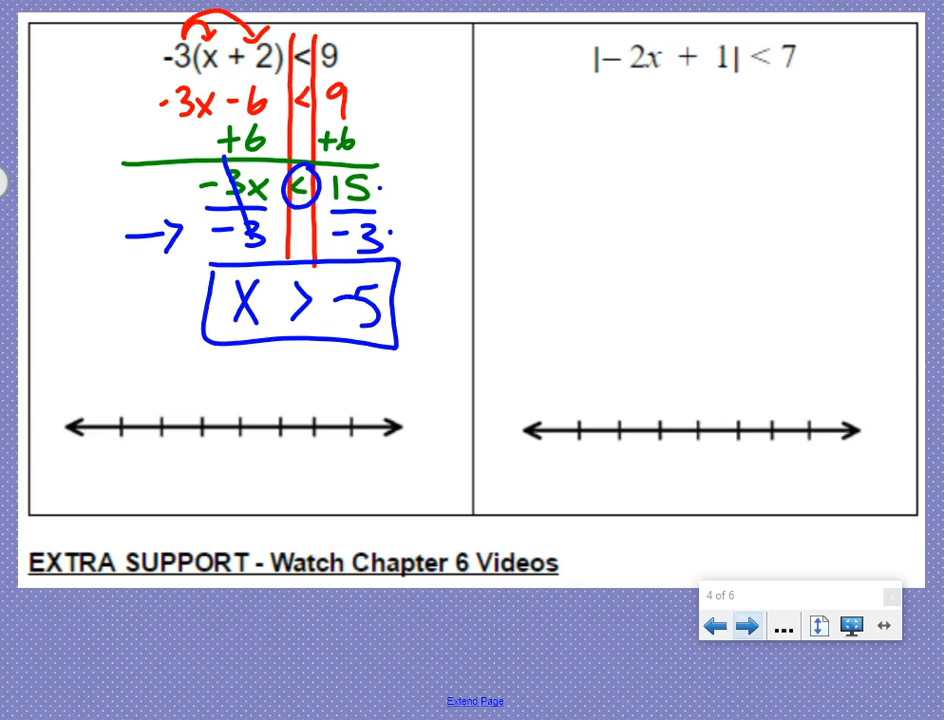 -3(x + 2) < 9
-3x - 6 < 9
+6 +6
-3x < 15
-3 -3
x > -5
|– 2x + 1| < 7
EXTRA SUPPORT - Watch Chapter 6 Videos
4 of 6
...
Extend Page